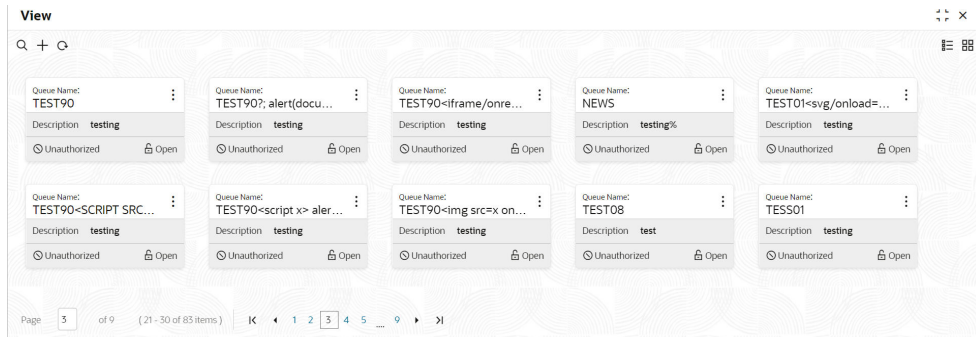 View
Queue Name:
TEST90
Description testing
Unauthorized Open
Queue Name:
TEST90?; alert(docu...
Description testing
Unauthorized Open
Queue Name:
TEST90<iframe/onre...
Description testing
Unauthorized Open
Queue Name:
NEWS
Description testing%
Unauthorized Open
Queue Name:
TEST01<svg/onload=...
Description testing
Unauthorized Open
Queue Name:
TEST90<SCRIPT SRC...
Description testing
Unauthorized Open
Queue Name:
TEST90<script x> aler...
Description testing
Unauthorized Open
Queue Name:
TEST90<img src=x on...
Description testing
Unauthorized Open
Queue Name:
TEST08
Description test
Unauthorized Open
Queue Name:
TESS01
Description testing
Unauthorized Open
Page 3 of 9 (21 - 30 of 83 items) 1 2 3 4 5 .... 9